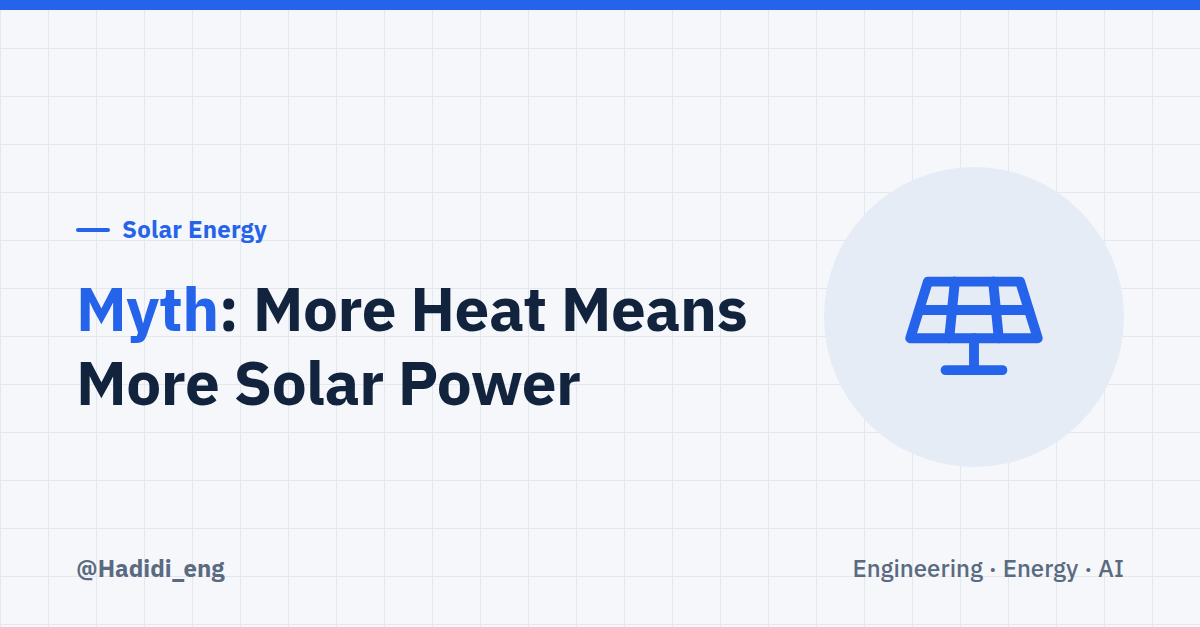 Solar Energy
Myth: More Heat Means
More Solar Power
@Hadidi_eng
Engineering · Energy · AI